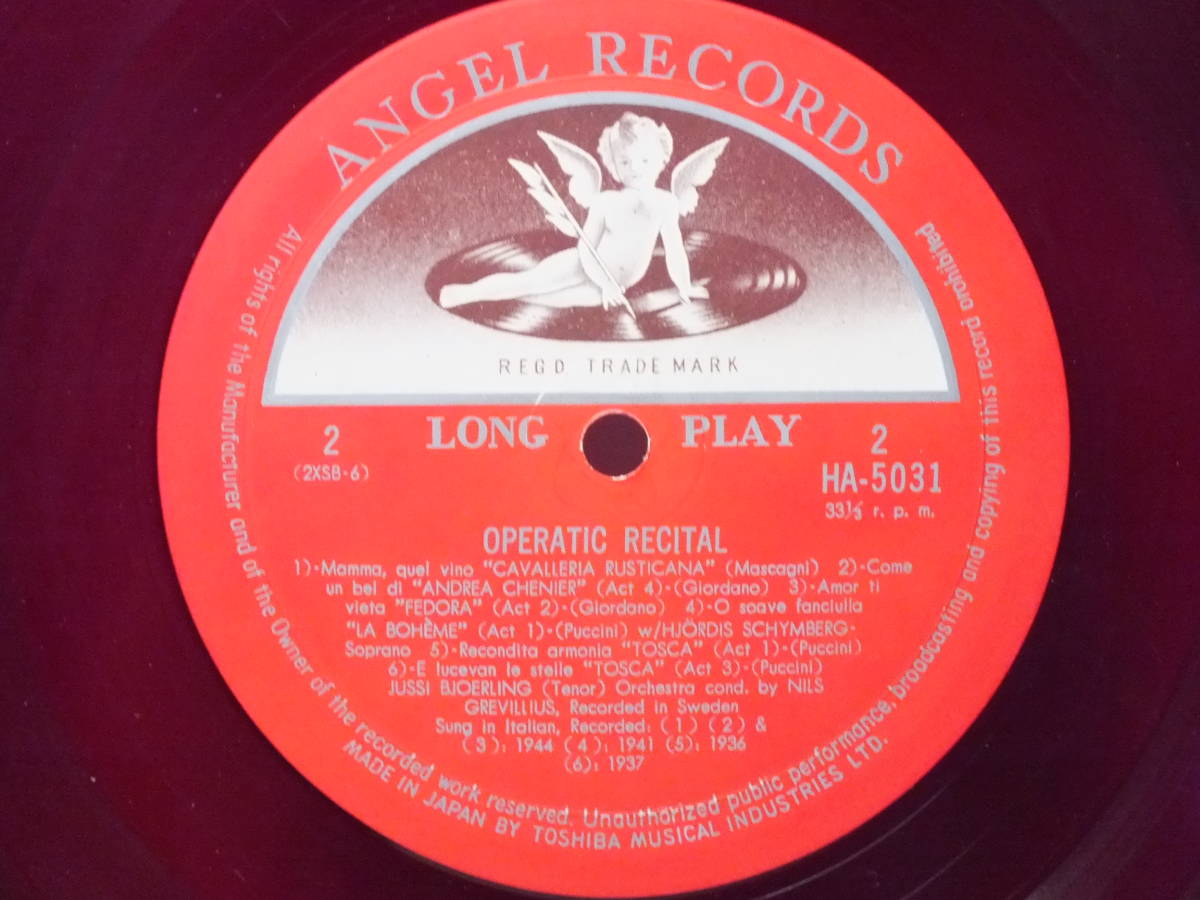 ANGEL RECORDS
REGD TRADE MARK
LONG PLAY
2
(2XSB-6)
2
HA-5031
33⅓ r. p. m.
OPERATIC RECITAL
1)-Mamma, quel vino "CAVALLERIA RUSTICANA" (Mascagni) 2)-Come
un bel di "ANDREA CHENIER" (Act 4)-(Giordano) 3)-Amor ti
vieta "FEDORA" (Act 2)-(Giordano) 4)-O soave fanciulla
"LA BOHÈME" (Act 1)-(Puccini) w/HJÖRDIS SCHYMBERG-
Soprano 5)-Recondita armonia "TOSCA" (Act 1)-(Puccini)
6)-E lucevan le stelle "TOSCA" (Act 3)-(Puccini)
JUSSI BJOERLING (Tenor) Orchestra cond. by NILS
GREVILLIUS, Recorded in Sweden
Sung in Italian, Recorded: (1) (2) &
(3): 1944 (4): 1941 (5): 1936
(6): 1937
All rights of the Manufacturer and of the Owner of the recorded work reserved. Unauthorized public performance, broadcasting and copying of this record prohibited
MADE IN JAPAN BY TOSHIBA MUSICAL INDUSTRIES LTD.